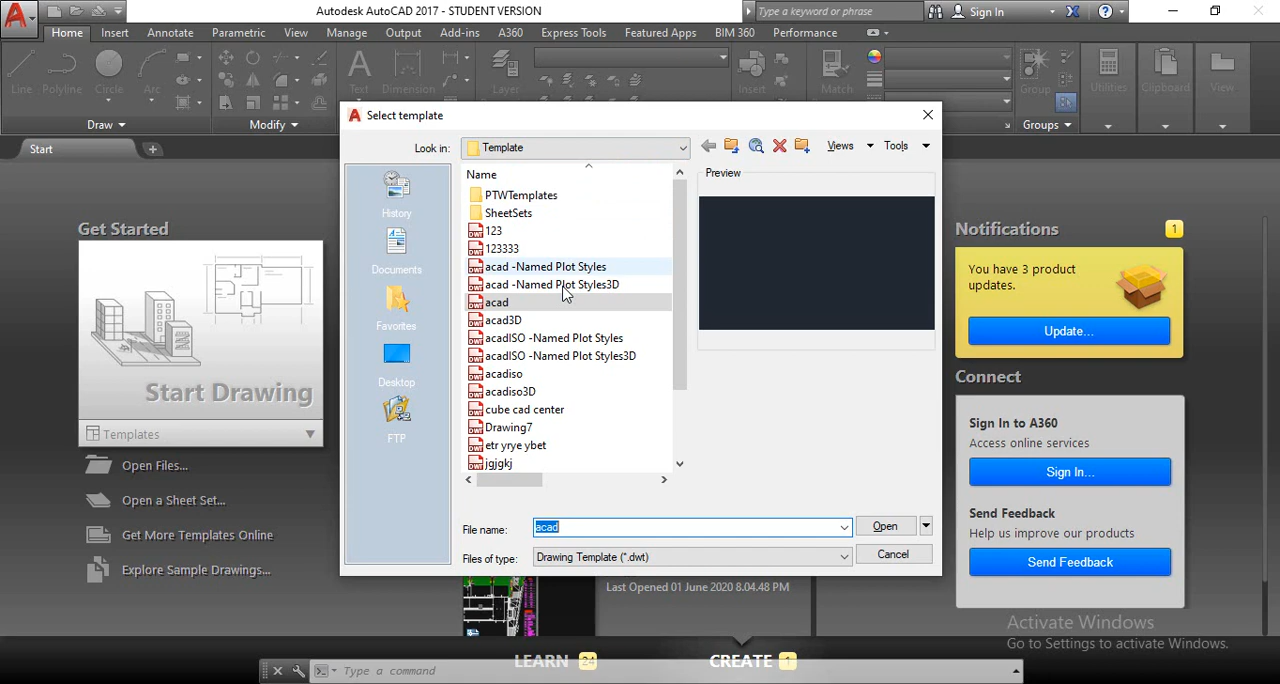 Autodesk AutoCAD 2017 - STUDENT VERSION
Type a keyword or phrase
Sign In
Home Insert Annotate Parametric View Manage Output Add-ins A360 Express Tools Featured Apps BIM 360 Performance
Line Polyline Circle Arc Text Dimension Layer Insert Match Group Utilities Clipboard View
Draw Modify Groups
Start
Select template
Look in: Template
Views Tools
Name
Preview
PTWTemplates
SheetSets
123
123333
acad -Named Plot Styles
acad -Named Plot Styles3D
acad
acad3D
acadISO -Named Plot Styles
acadISO -Named Plot Styles3D
acadiso
acadiso3D
cube cad center
Drawing7
etr yrye ybet
jgjgkj
History
Documents
Favorites
Desktop
FTP
File name: acad
Open
Files of type: Drawing Template (*.dwt)
Cancel
Get Started
Start Drawing
Templates
Open Files...
Open a Sheet Set...
Get More Templates Online
Explore Sample Drawings...
Last Opened 01 June 2020 8.04.48 PM
Notifications 1
You have 3 product
updates.
Update...
Connect
Sign In to A360
Access online services
Sign In...
Send Feedback
Help us improve our products
Send Feedback
Activate Windows
Go to Settings to activate Windows.
LEARN 24 CREATE 1
Type a command